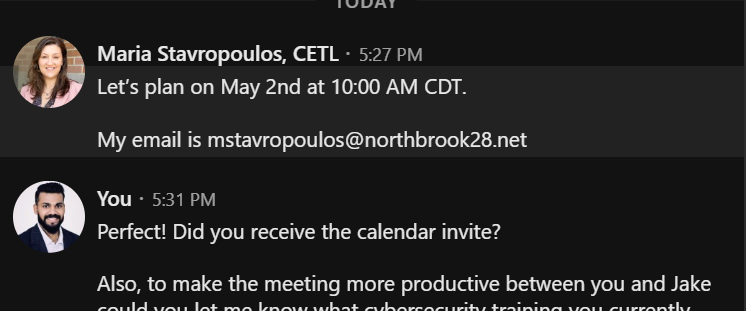 TODAY
Maria Stavropoulos, CETL · 5:27 PM
Let’s plan on May 2nd at 10:00 AM CDT.
My email is mstavropoulos@northbrook28.net
You · 5:31 PM
Perfect! Did you receive the calendar invite?
Also, to make the meeting more productive between you and Jake
could you let me know what cybersecurity training you currently